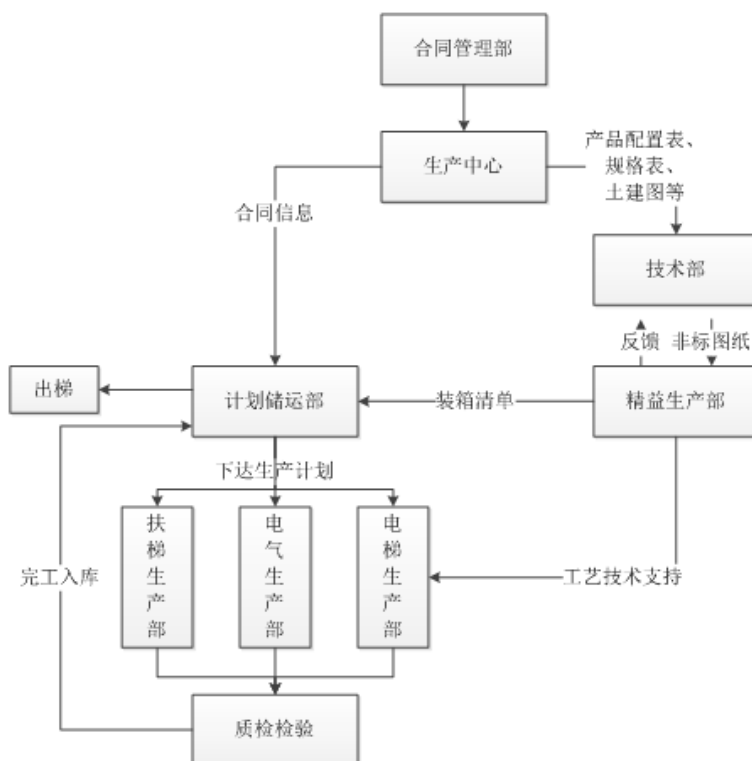 合同管理部
生产中心
产品配置表、
规格表、
土建图等
合同信息
技术部
反馈
非标图纸
出梯
计划储运部
装箱清单
精益生产部
下达生产计划
扶梯生产部
电气生产部
电梯生产部
完工入库
工艺技术支持
质检检验